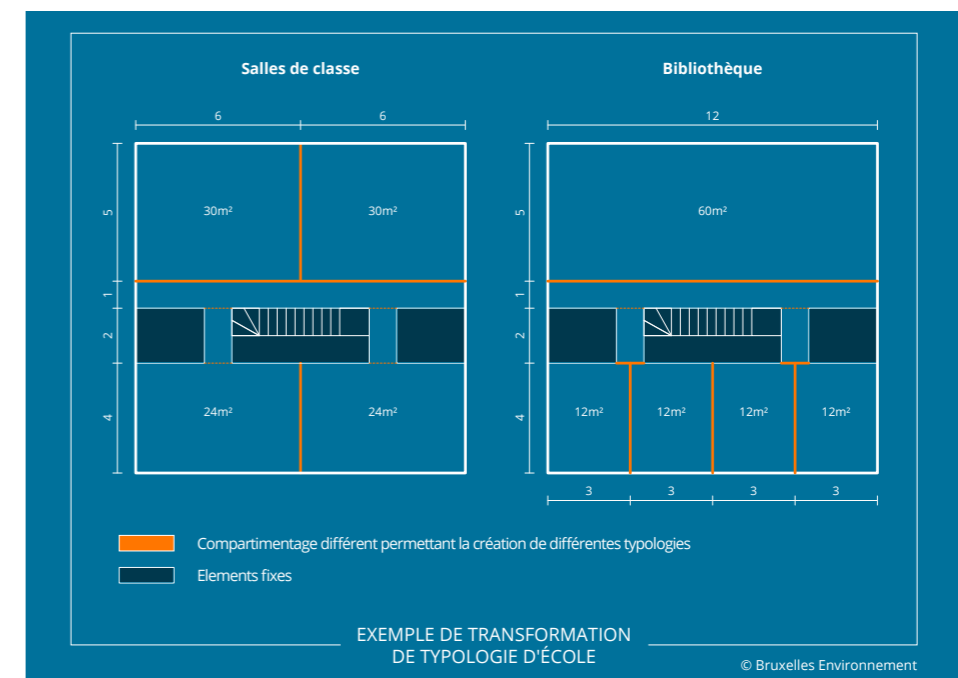 Salles de classe
Bibliothèque
6 6
12
5
30m²
30m²
5
60m²
1
1
2
2
4
24m²
24m²
4
12m²
12m²
12m²
12m²
3 3 3 3
Compartimentage différent permettant la création de différentes typologies
Elements fixes
EXEMPLE DE TRANSFORMATION
DE TYPOLOGIE D'ÉCOLE
© Bruxelles Environnement